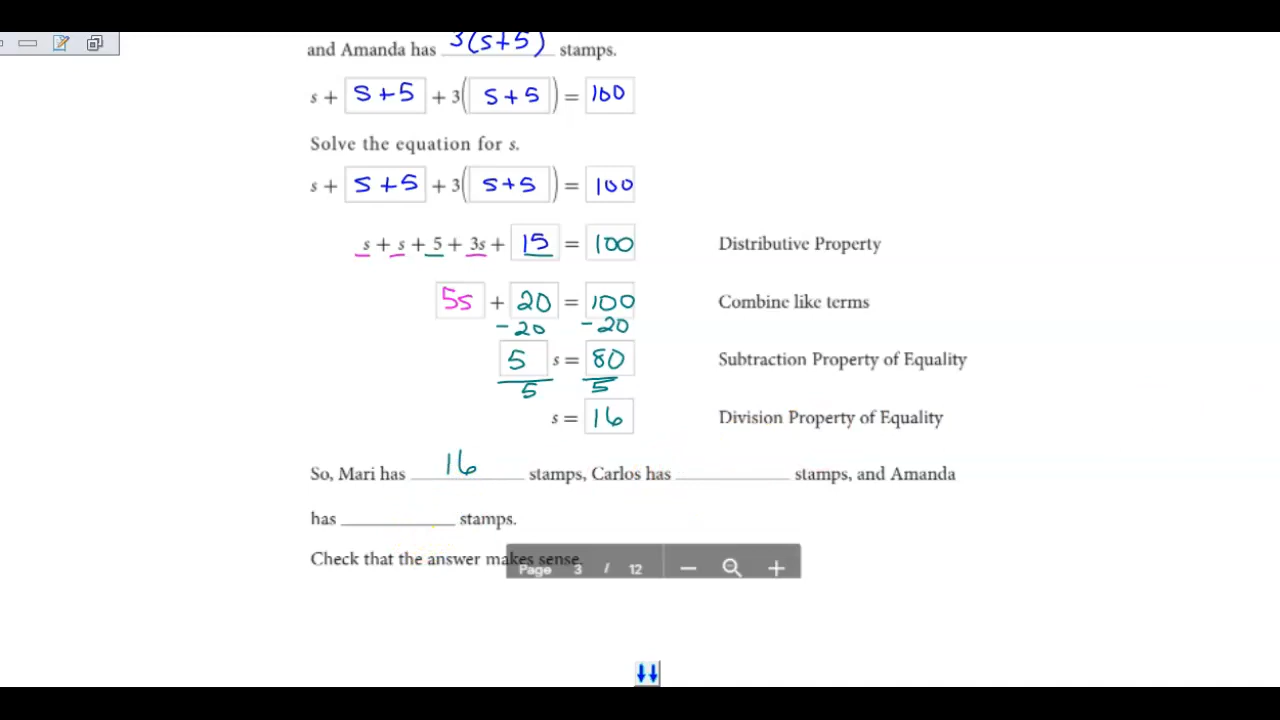 and Amanda has 3(s+5) stamps.
s + s+5 + 3( s+5 ) = 100
Solve the equation for s.
s + s+5 + 3( s+5 ) = 100
s + s + 5 + 3s + 15 = 100 Distributive Property
5s + 20 = 100 Combine like terms
-20 -20
5 s = 80 Subtraction Property of Equality
5 5
s = 16 Division Property of Equality
So, Mari has 16 stamps, Carlos has ____ stamps, and Amanda
has ____ stamps.
Check that the answer makes sense.
Page 3 / 12